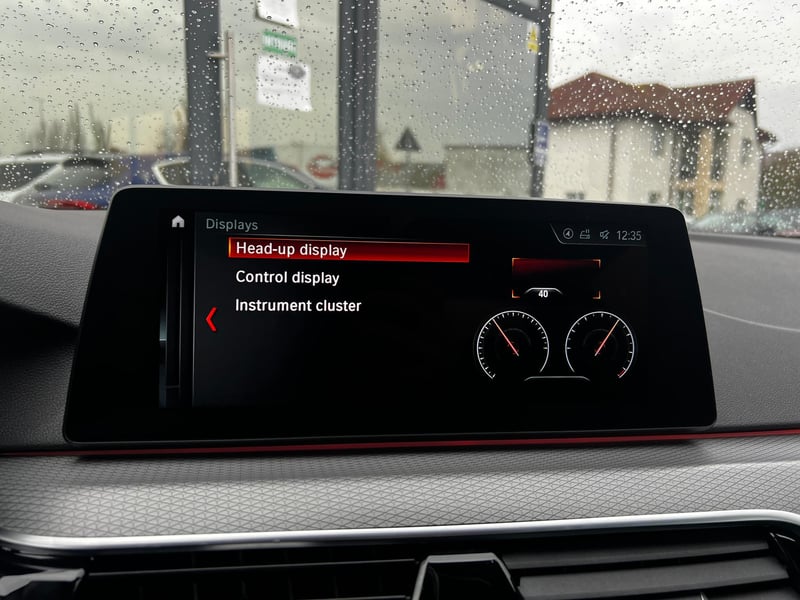 Displays
12:35
Head-up display
Control display
Instrument cluster
40